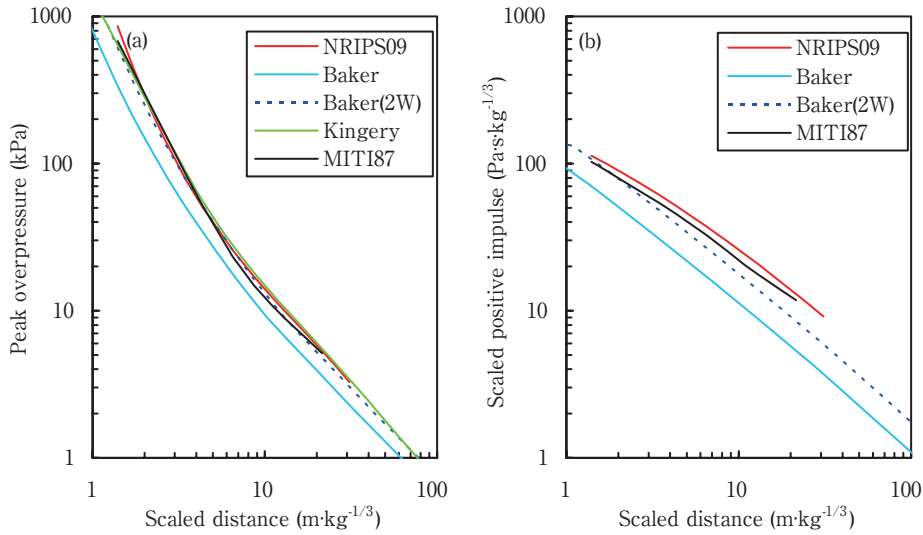 (a)
NRIPS09
Baker
Baker(2W)
Kingery
MITI87
1000
100
10
1
1
10
100
Peak overpressure (kPa)
Scaled distance (m·kg-1/3)
(b)
NRIPS09
Baker
Baker(2W)
MITI87
1000
100
10
1
1
10
100
Scaled positive impulse (Pa·s·kg-1/3)
Scaled distance (m·kg-1/3)